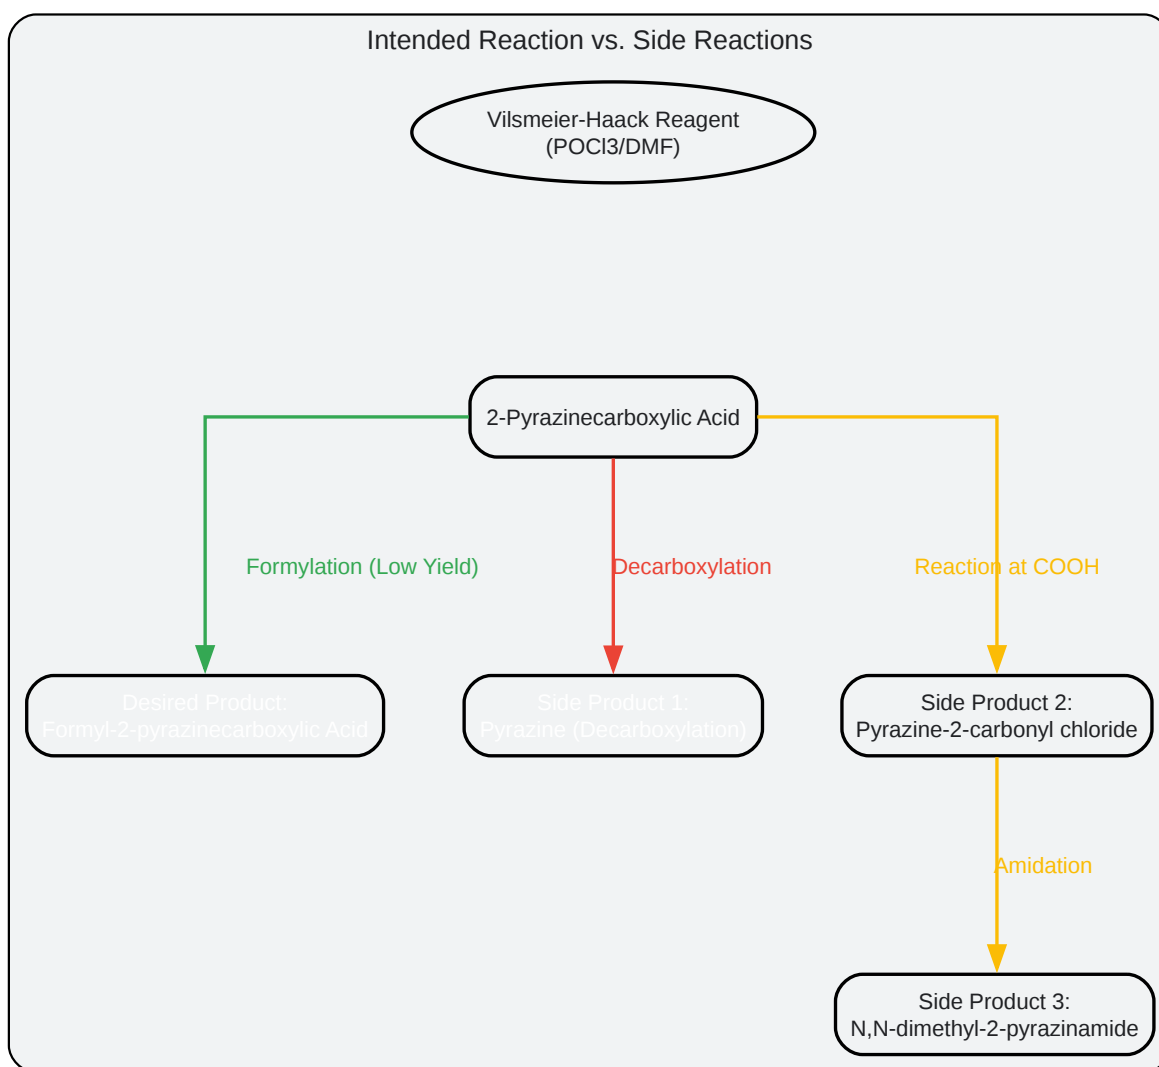 Intended Reaction vs. Side Reactions
Vilsmeier-Haack Reagent
(POCl3/DMF)
2-Pyrazinecarboxylic Acid
Formylation (Low Yield)
Decarboxylation
Reaction at COOH
Desired Product:
Formyl-2-pyrazinecarboxylic Acid
Side Product 1:
Pyrazine (Decarboxylation)
Side Product 2:
Pyrazine-2-carbonyl chloride
Amidation
Side Product 3:
N,N-dimethyl-2-pyrazinamide